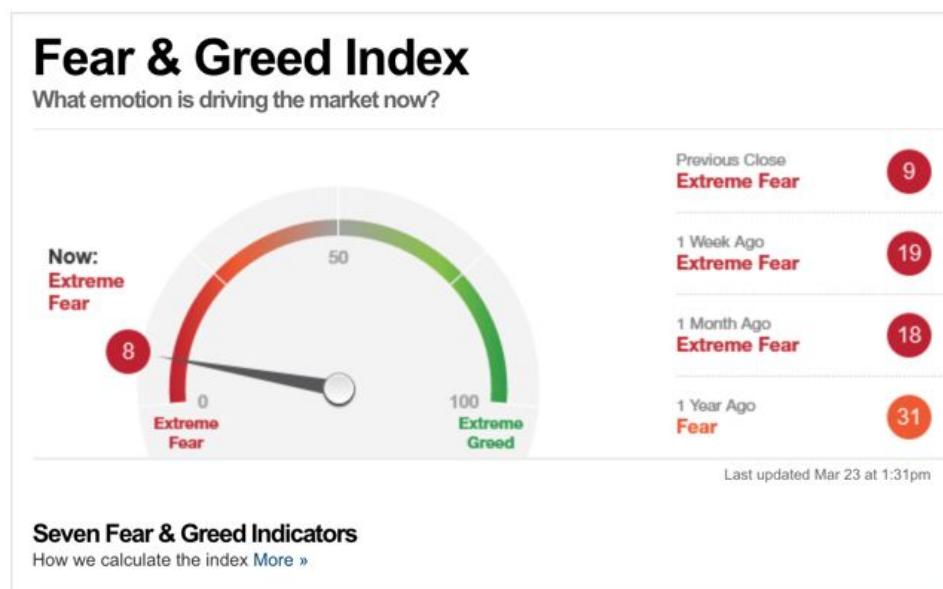 Fear & Greed Index
What emotion is driving the market now?
Now:
Extreme
Fear
8
0
50
100
Extreme
Fear
Extreme
Greed
Previous Close
Extreme Fear
9
1 Week Ago
Extreme Fear
19
1 Month Ago
Extreme Fear
18
1 Year Ago
Fear
31
Last updated Mar 23 at 1:31pm
Seven Fear & Greed Indicators
How we calculate the index More »